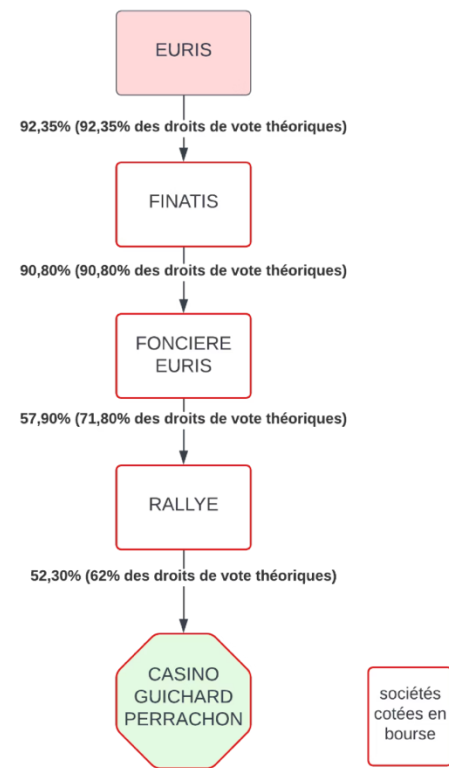 EURIS
92,35% (92,35% des droits de vote théoriques)
FINATIS
90,80% (90,80% des droits de vote théoriques)
FONCIERE
EURIS
57,90% (71,80% des droits de vote théoriques)
RALLYE
52,30% (62% des droits de vote théoriques)
CASINO
GUICHARD
PERRACHON
sociétés
cotées en
bourse